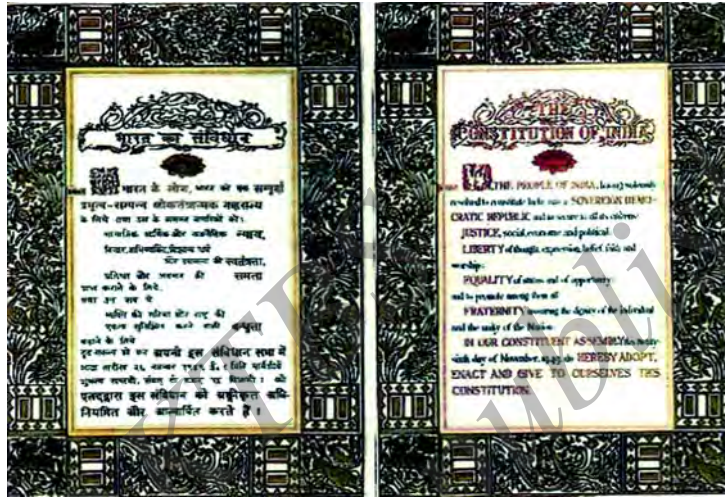 भारत का संविधान
भारत के लोग, भारत को एक सम्पूर्ण
प्रभुत्व-सम्पन्न लोकतंत्रात्मक गणराज्य
के लिये तथा उस के समस्त नागरिकों को:
सामाजिक आर्थिक और राजनैतिक न्याय,
विचार, अभिव्यक्ति, विश्वास धर्म
और उपासना की स्वतंत्रता,
प्रतिष्ठा और अवसर की समता
प्राप्त कराने के लिये,
तथा उन सब में
व्यक्ति की गरिमा और राष्ट्र की
एकता सुनिश्चित करने वाली बन्धुता
बढ़ाने के लिये
दृढ़ संकल्प हो कर अपनी इस संविधान सभा में
आज तारीख २६ नवम्बर १९४९ ई. (मिति मार्गशीर्ष
शुक्ला सप्तमी, संवत् दो विक्रमी) को
एतद्द्वारा इस संविधान को अङ्गीकृत अधि-
नियमित और आत्मार्पित करते हैं।
THE
CONSTITUTION OF INDIA
THE PEOPLE OF INDIA, having solemnly
resolved to constitute India into a SOVEREIGN DEMO-
CRATIC REPUBLIC and to secure to all its citizens:
JUSTICE, social, economic and political;
LIBERTY of thought, expression, belief, faith and
worship;
EQUALITY of status and of opportunity;
and to promote among them all
FRATERNITY assuring the dignity of the individual
and the unity of the Nation;
IN OUR CONSTITUENT ASSEMBLY this twenty-
sixth day of November, 1949, do HEREBY ADOPT,
ENACT AND GIVE TO OURSELVES THIS
CONSTITUTION.